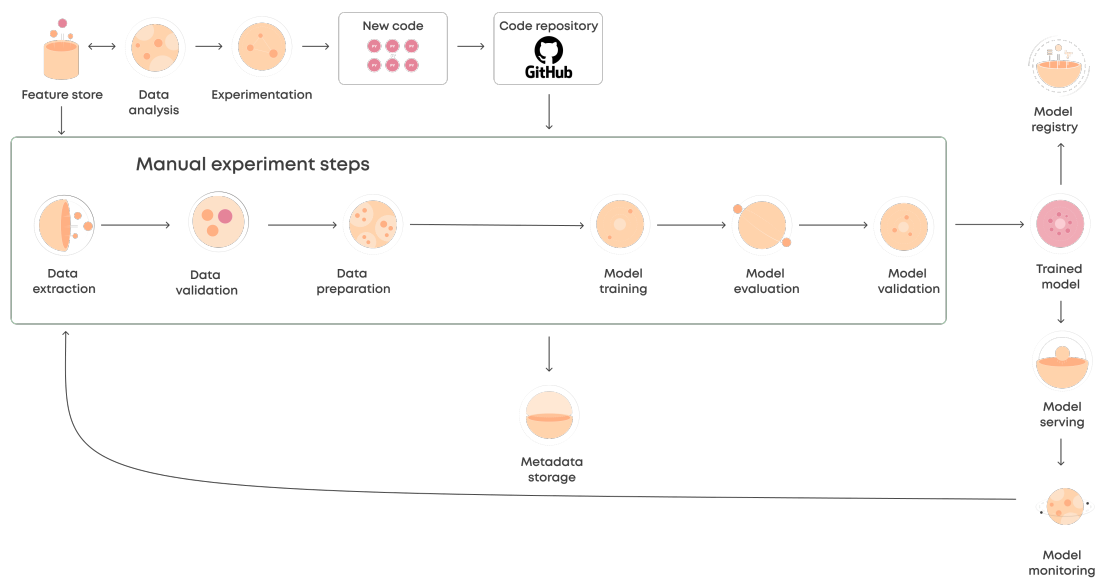 New code
Code repository
GitHub
Feature store
Data
analysis
Experimentation
Model
registry
Manual experiment steps
Data
extraction
Data
validation
Data
preparation
Model
training
Model
evaluation
Model
validation
Trained
model
Model
serving
Metadata
storage
Model
monitoring